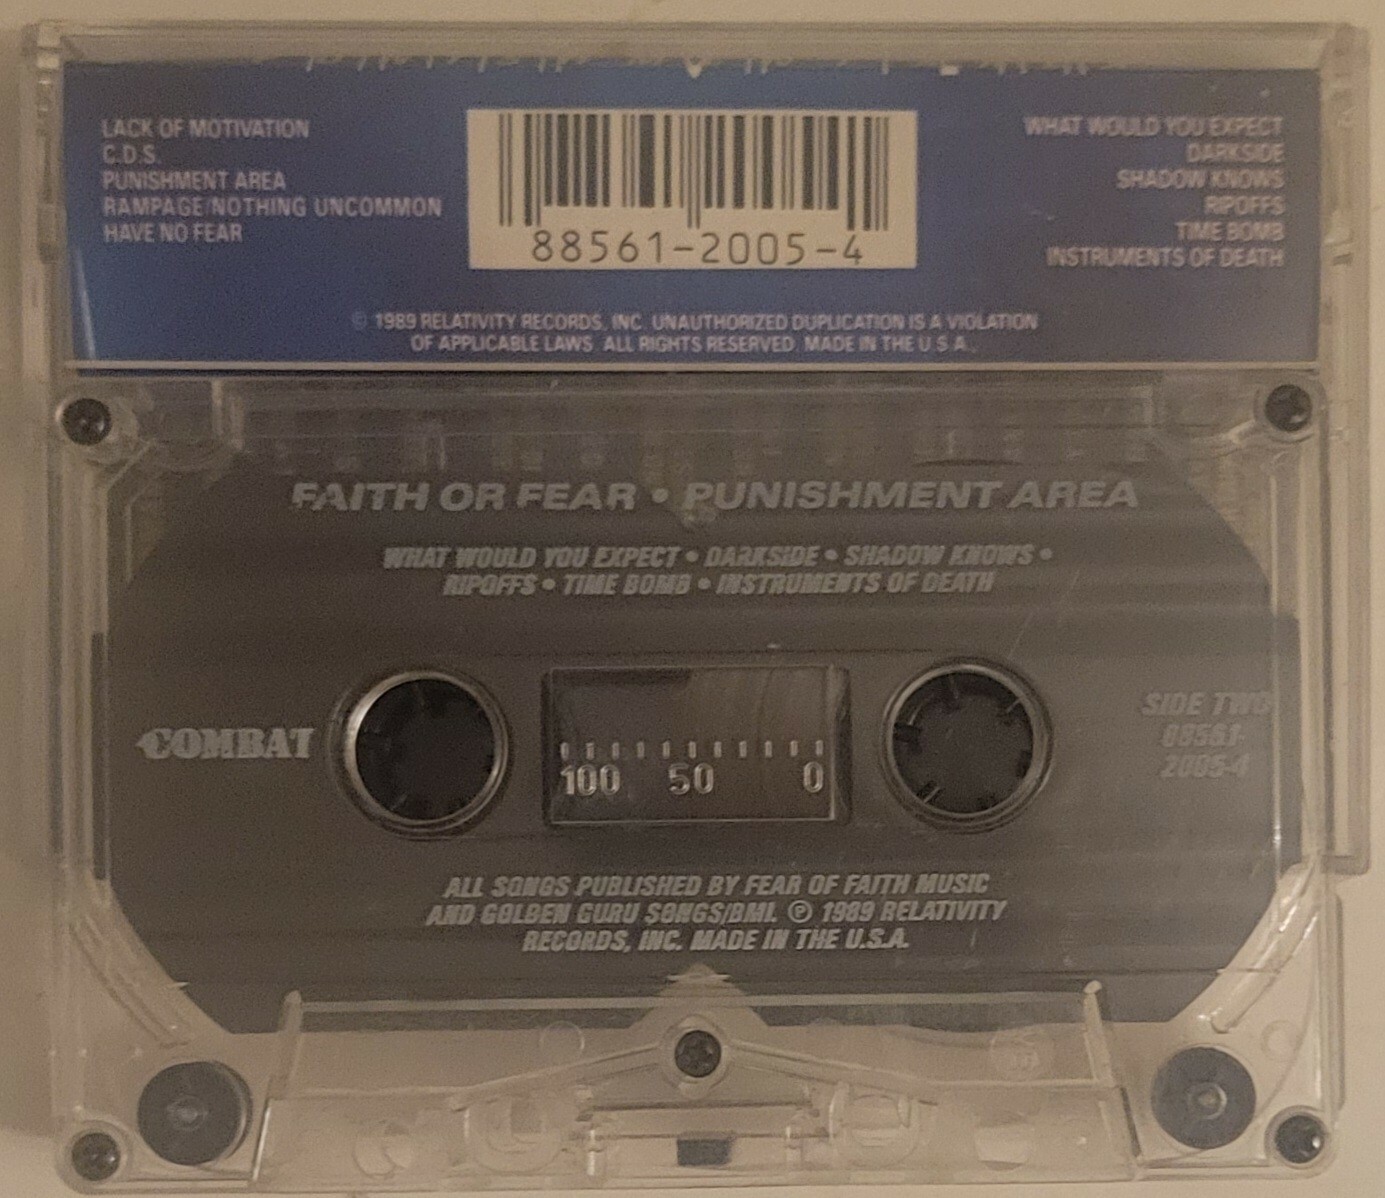 LACK OF MOTIVATION
C.D.S.
PUNISHMENT AREA
RAMPAGE/NOTHING UNCOMMON
HAVE NO FEAR
88561-2005-4
WHAT WOULD YOU EXPECT
DARKSIDE
SHADOW KNOWS
RIPOFFS
TIME BOMB
INSTRUMENTS OF DEATH
© 1989 RELATIVITY RECORDS, INC. UNAUTHORIZED DUPLICATION IS A VIOLATION
OF APPLICABLE LAWS. ALL RIGHTS RESERVED. MADE IN THE U.S.A.
FAITH OR FEAR • PUNISHMENT AREA
WHAT WOULD YOU EXPECT • DARKSIDE • SHADOW KNOWS •
RIPOFFS • TIME BOMB • INSTRUMENTS OF DEATH
COMBAT
100 50 0
SIDE TWO
88561-
2005-4
ALL SONGS PUBLISHED BY FEAR OF FAITH MUSIC
AND GOLDEN GURU SONGS/BMI. ℗ 1989 RELATIVITY
RECORDS, INC. MADE IN THE U.S.A.